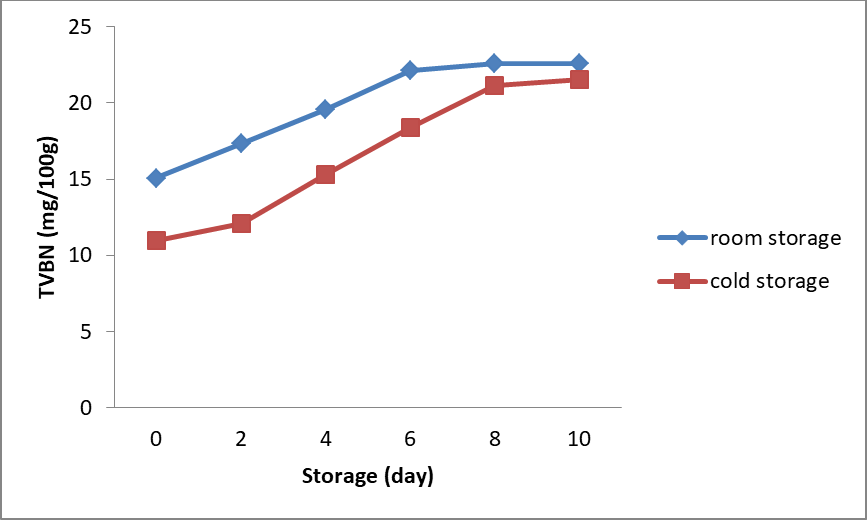 25
20
15
10
5
0
TVBN (mg/100g)
0 2 4 6 8 10
Storage (day)
room storage
cold storage